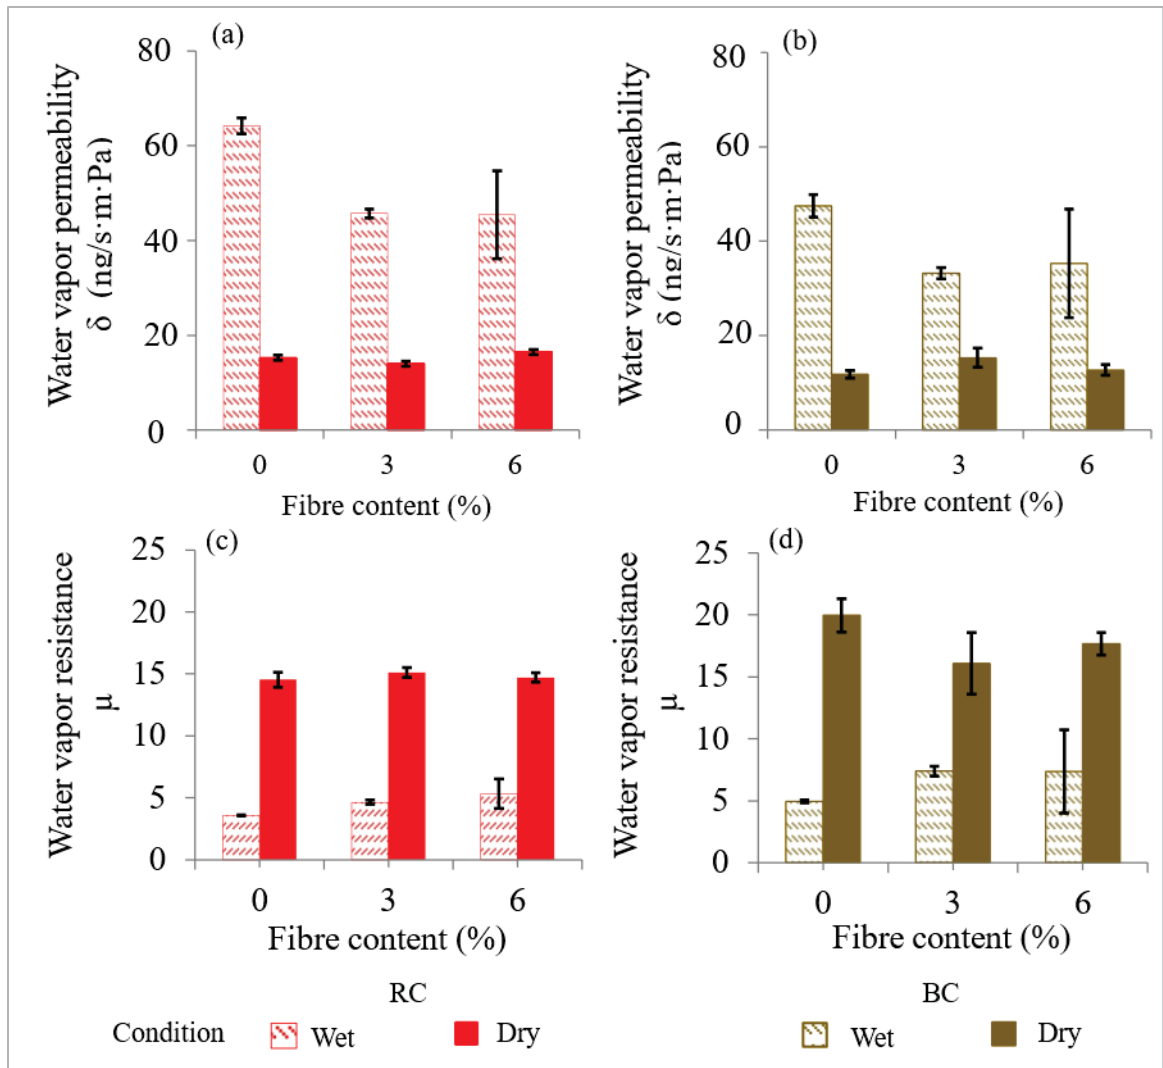 (a)
80
60
40
20
0
Water vapor permeability
δ (ng/s·m·Pa)
0 3 6
Fibre content (%)
(b)
80
60
40
20
0
Water vapor permeability
δ (ng/s·m·Pa)
0 3 6
Fibre content (%)
(c)
25
20
15
10
5
0
Water vapor resistance
μ
0 3 6
Fibre content (%)
(d)
25
20
15
10
5
0
Water vapor resistance
μ
0 3 6
Fibre content (%)
RC BC
Condition Wet Dry Wet Dry